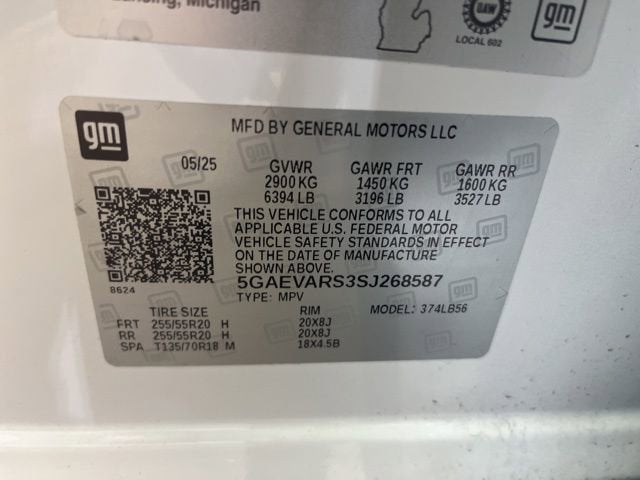 Lansing, Michigan
UAW
LOCAL 602
gm
gm
MFD BY GENERAL MOTORS LLC
05/25 GVWR GAWR FRT GAWR RR
2900 KG 1450 KG 1600 KG
6394 LB 3196 LB 3527 LB
THIS VEHICLE CONFORMS TO ALL
APPLICABLE U.S. FEDERAL MOTOR
VEHICLE SAFETY STANDARDS IN EFFECT
ON THE DATE OF MANUFACTURE
SHOWN ABOVE.
8624
5GAEVARS3SJ268587
TYPE: MPV MODEL: 374LB56
TIRE SIZE RIM
FRT 255/55R20 H 20X8J
RR 255/55R20 H 20X8J
SPA T135/70R18 M 18X4.5B